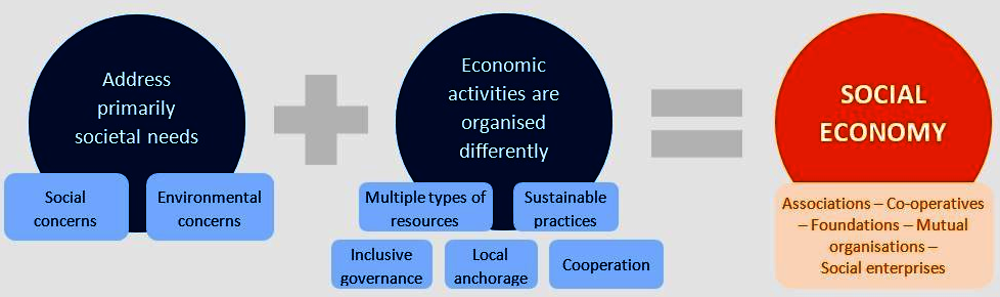 Address
primarily
societal needs
Social
concerns
Environmental
concerns
Economic
activities are
organised
differently
Multiple types of
resources
Sustainable
practices
Inclusive
governance
Local
anchorage
Cooperation
SOCIAL
ECONOMY
Associations – Co-operatives
– Foundations – Mutual
organisations –
Social enterprises